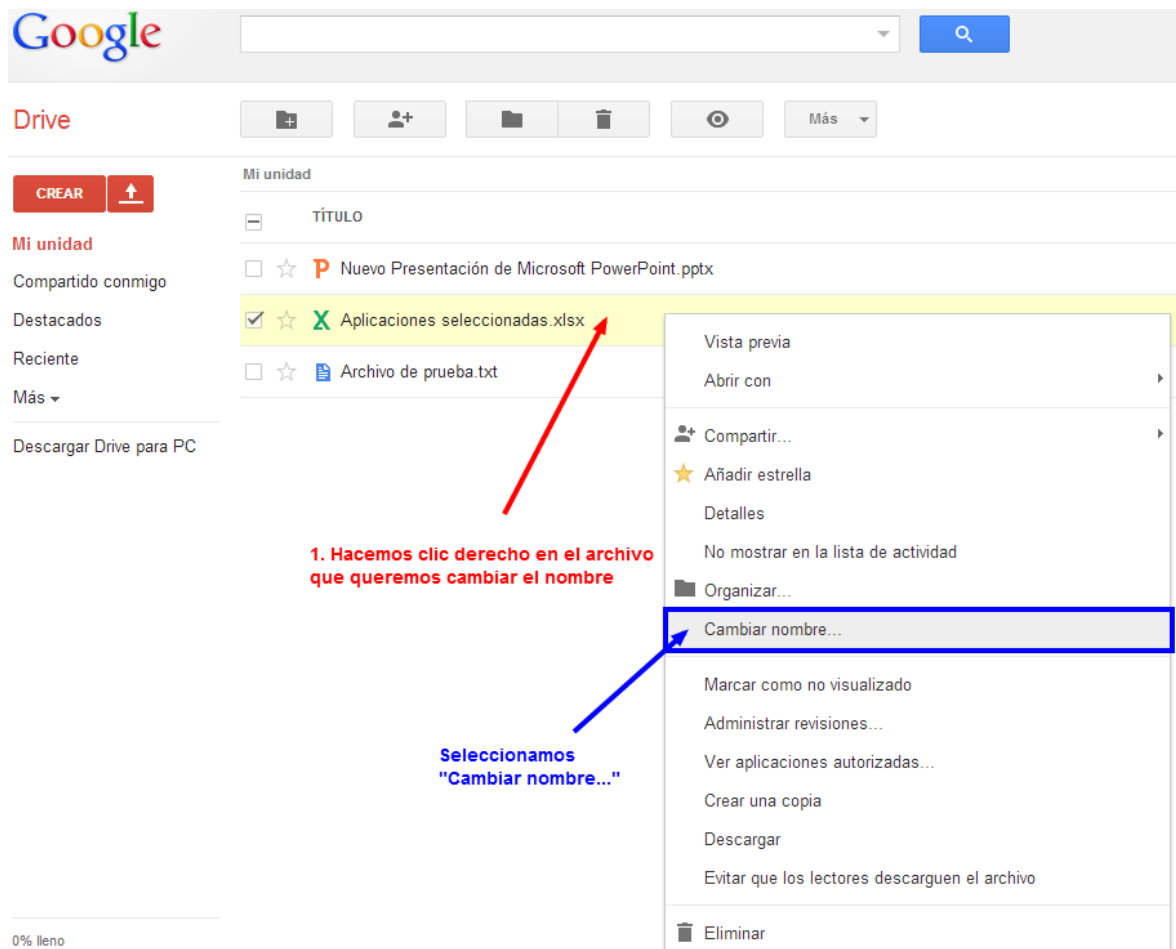 Google
Drive
Más
CREAR
Mi unidad
Compartido conmigo
Destacados
Reciente
Más
Descargar Drive para PC
0% lleno
Mi unidad
TÍTULO
Nuevo Presentación de Microsoft PowerPoint.pptx
Aplicaciones seleccionadas.xlsx
Archivo de prueba.txt
1. Hacemos clic derecho en el archivo
que queremos cambiar el nombre
Seleccionamos
"Cambiar nombre..."
Vista previa
Abrir con
Compartir...
Añadir estrella
Detalles
No mostrar en la lista de actividad
Organizar...
Cambiar nombre...
Marcar como no visualizado
Administrar revisiones...
Ver aplicaciones autorizadas...
Crear una copia
Descargar
Evitar que los lectores descarguen el archivo
Eliminar